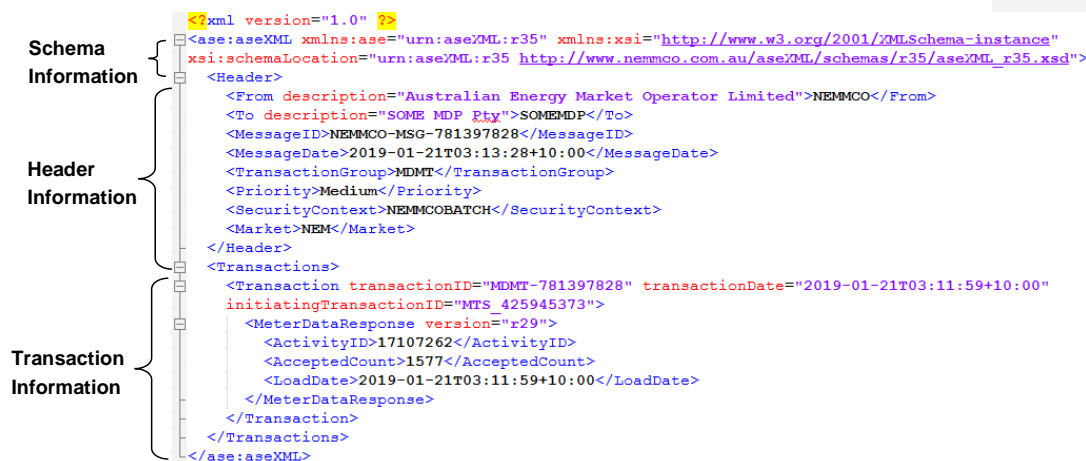 <?xml version="1.0" ?>
Schema Information
<ase:aseXML xmlns:ase="urn:aseXML:r35" xmlns:xsi="http://www.w3.org/2001/XMLSchema-instance"
xsi:schemaLocation="urn:aseXML:r35 http://www.nemmco.com.au/aseXML/schemas/r35/aseXML_r35.xsd">
<Header>
Header Information
<From description="Australian Energy Market Operator Limited">NEMMCO</From>
<To description="SOME MDP Pty">SOMEMDP</To>
<MessageID>NEMMCO-MSG-781397828</MessageID>
<MessageDate>2019-01-21T03:13:28+10:00</MessageDate>
<TransactionGroup>MDMT</TransactionGroup>
<Priority>Medium</Priority>
<SecurityContext>NEMMCOBATCH</SecurityContext>
<Market>NEM</Market>
</Header>
<Transactions>
Transaction Information
<Transaction transactionID="MDMT-781397828" transactionDate="2019-01-21T03:11:59+10:00"
initiatingTransactionID="MTS_425945373">
<MeterDataResponse version="r29">
<ActivityID>17107262</ActivityID>
<AcceptedCount>1577</AcceptedCount>
<LoadDate>2019-01-21T03:11:59+10:00</LoadDate>
</MeterDataResponse>
</Transaction>
</Transactions>
</ase:aseXML>